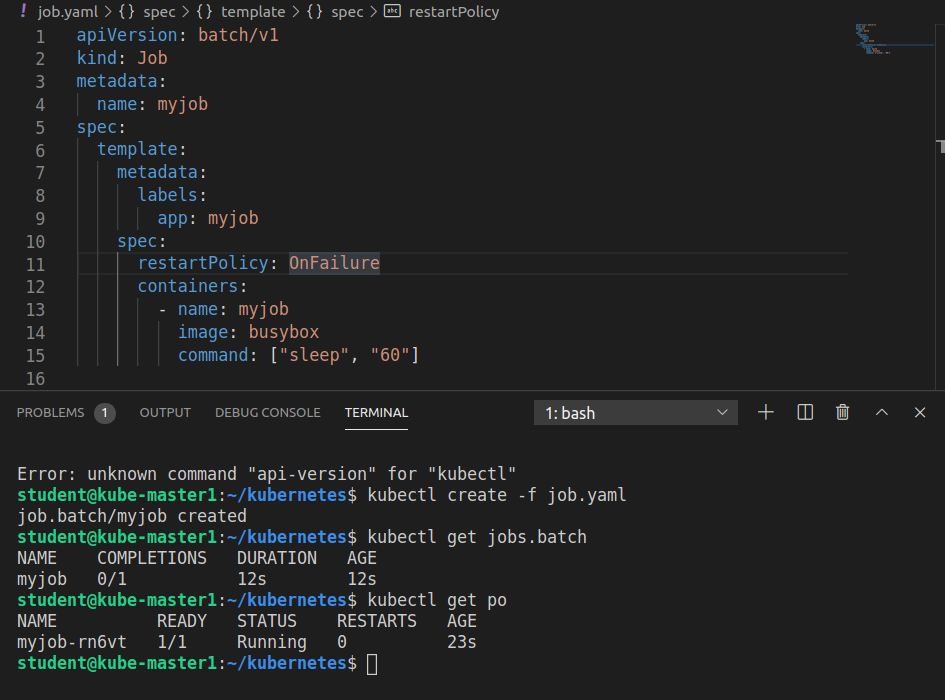 ! job.yaml > {} spec > {} template > {} spec > abc restartPolicy
1 apiVersion: batch/v1
2 kind: Job
3 metadata:
4   name: myjob
5 spec:
6   template:
7     metadata:
8       labels:
9         app: myjob
10     spec:
11       restartPolicy: OnFailure
12       containers:
13         - name: myjob
14           image: busybox
15           command: ["sleep", "60"]
16
PROBLEMS 1 OUTPUT DEBUG CONSOLE TERMINAL 1: bash
Error: unknown command "api-version" for "kubectl"
student@kube-master1:~/kubernetes$ kubectl create -f job.yaml
job.batch/myjob created
student@kube-master1:~/kubernetes$ kubectl get jobs.batch
NAME    COMPLETIONS   DURATION   AGE
myjob   0/1           12s        12s
student@kube-master1:~/kubernetes$ kubectl get po
NAME          READY   STATUS    RESTARTS   AGE
myjob-rn6vt   1/1     Running   0          23s
student@kube-master1:~/kubernetes$